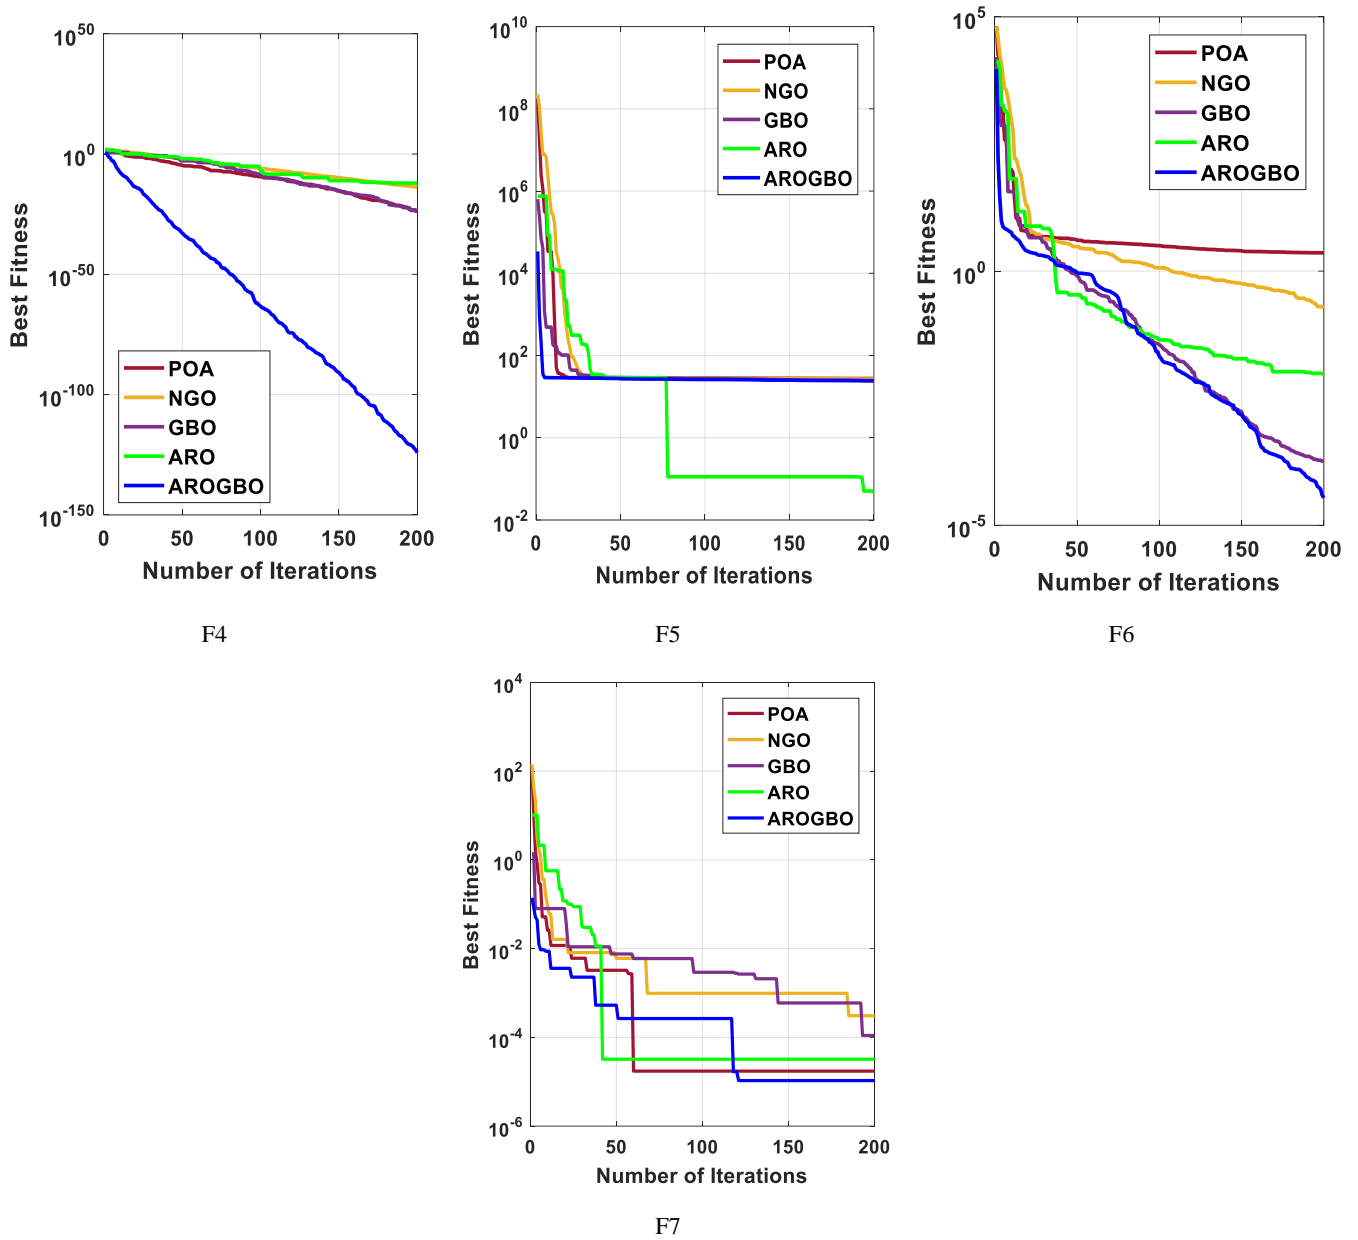 10^50
10^0
10^-50
10^-100
10^-150
Best Fitness
POA
NGO
GBO
ARO
AROGBO
0 50 100 150 200
Number of Iterations
F4
10^10
10^8
10^6
10^4
10^2
10^0
10^-2
Best Fitness
POA
NGO
GBO
ARO
AROGBO
0 50 100 150 200
Number of Iterations
F5
10^5
10^0
10^-5
Best Fitness
POA
NGO
GBO
ARO
AROGBO
0 50 100 150 200
Number of Iterations
F6
10^4
10^2
10^0
10^-2
10^-4
10^-6
Best Fitness
POA
NGO
GBO
ARO
AROGBO
0 50 100 150 200
Number of Iterations
F7